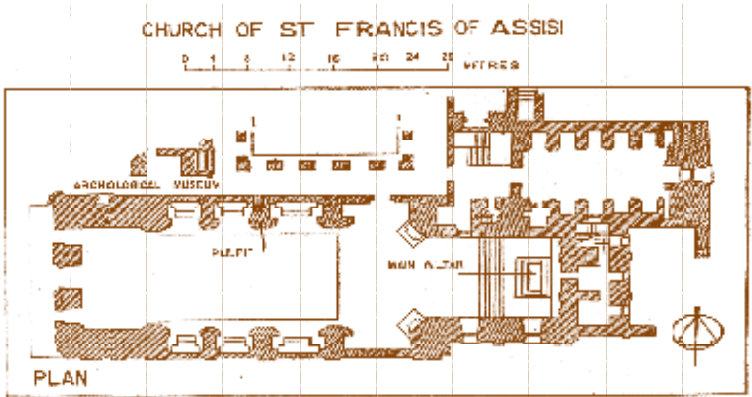 CHURCH OF ST FRANCIS OF ASSISI
0 4 8 12 16 20 24 28
METRES
ARCHOLOGICAL MUSEUM
PULPIT
MAIN ALTAR
PLAN